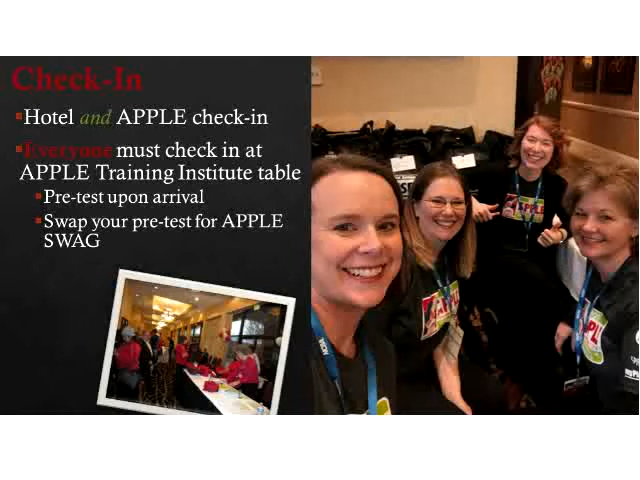 Check-In
Hotel and APPLE check-in
Everyone must check in at
APPLE Training Institute table
Pre-test upon arrival
Swap your pre-test for APPLE
SWAG
APPLE